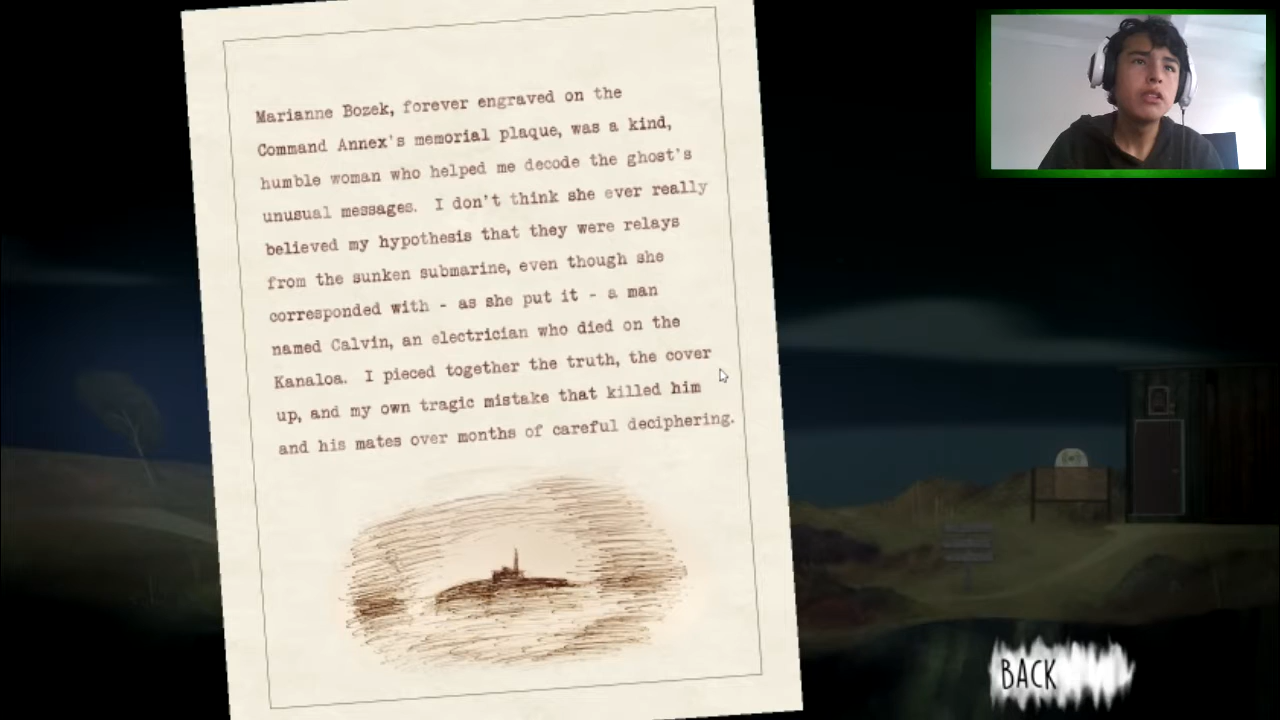 Marianne Bozek, forever engraved on the
Command Annex's memorial plaque, was a kind,
humble woman who helped me decode the ghost's
unusual messages. I don't think she ever really
believed my hypothesis that they were relays
from the sunken submarine, even though she
corresponded with - as she put it - a man
named Calvin, an electrician who died on the
Kanaloa. I pieced together the truth, the cover
up, and my own tragic mistake that killed him
and his mates over months of careful deciphering.
BACK